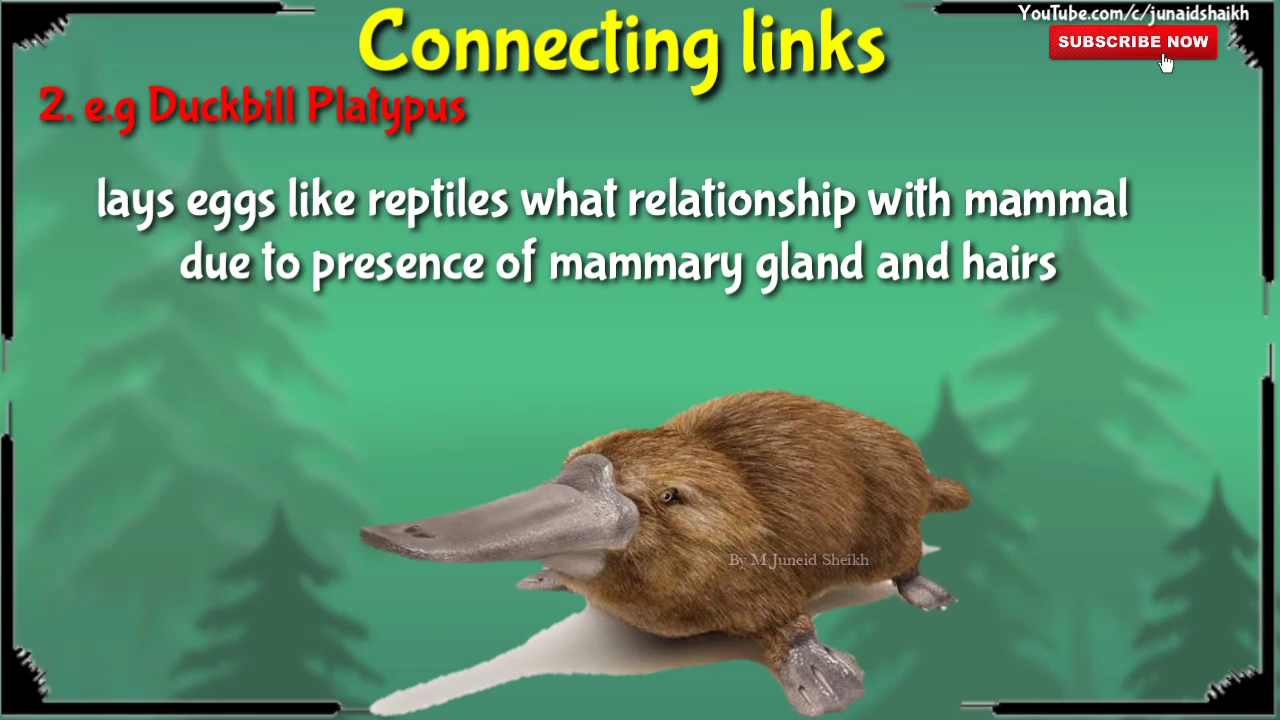 YouTube.com/c/junaidshaikh
SUBSCRIBE NOW
Connecting links
2. e.g Duckbill Platypus
lays eggs like reptiles what relationship with mammal
due to presence of mammary gland and hairs
By M Juneid Sheikh